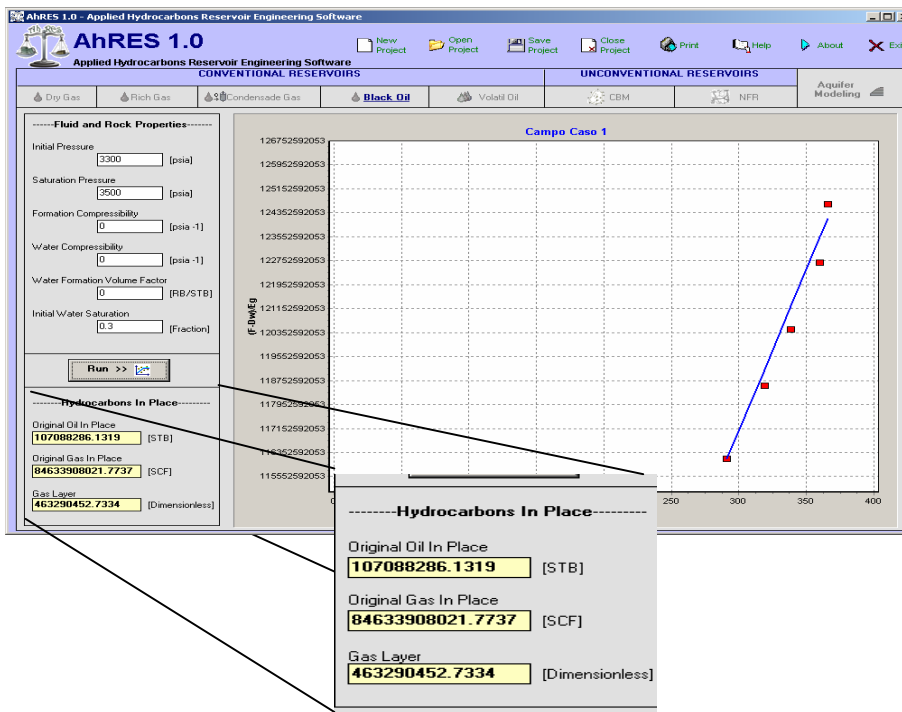 AhRES 1.0 - Applied Hydrocarbons Reservoir Engineering Software
AhRES 1.0
Applied Hydrocarbons Reservoir Engineering Software
New Project
Open Project
Save Project
Close Project
Print
Help
About
CONVENTIONAL RESERVOIRS
UNCONVENTIONAL RESERVOIRS
Dry Gas
Rich Gas
Condensade Gas
Black Oil
Volatil Oil
CBM
NFR
Aquifer Modeling
------Fluid and Rock Properties-------
Initial Pressure
3300 [psia]
Saturation Pressure
3500 [psia]
Formation Compressibility
0 [psia -1]
Water Compressibility
0 [psia -1]
Water Formation Volume Factor
0 [RB/STB]
Initial Water Saturation
0.3 [Fraction]
Run >>
Hydrocarbons In Place
Original Oil In Place
107088286.1319 [STB]
Original Gas In Place
84633908021.7737 [SCF]
Gas Layer
463290452.7334 [Dimensionless]
Campo Caso 1
(F-Dw)/Eg
126752592053
125952592053
125152592053
124352592053
123552592053
122752592053
121952592053
121152592053
120352592053
119552592053
118752592053
117952592053
117152592053
116352592053
115552592053
250
300
350
400
--------Hydrocarbons In Place---------
Original Oil In Place
107088286.1319 [STB]
Original Gas In Place
84633908021.7737 [SCF]
Gas Layer
463290452.7334 [Dimensionless]